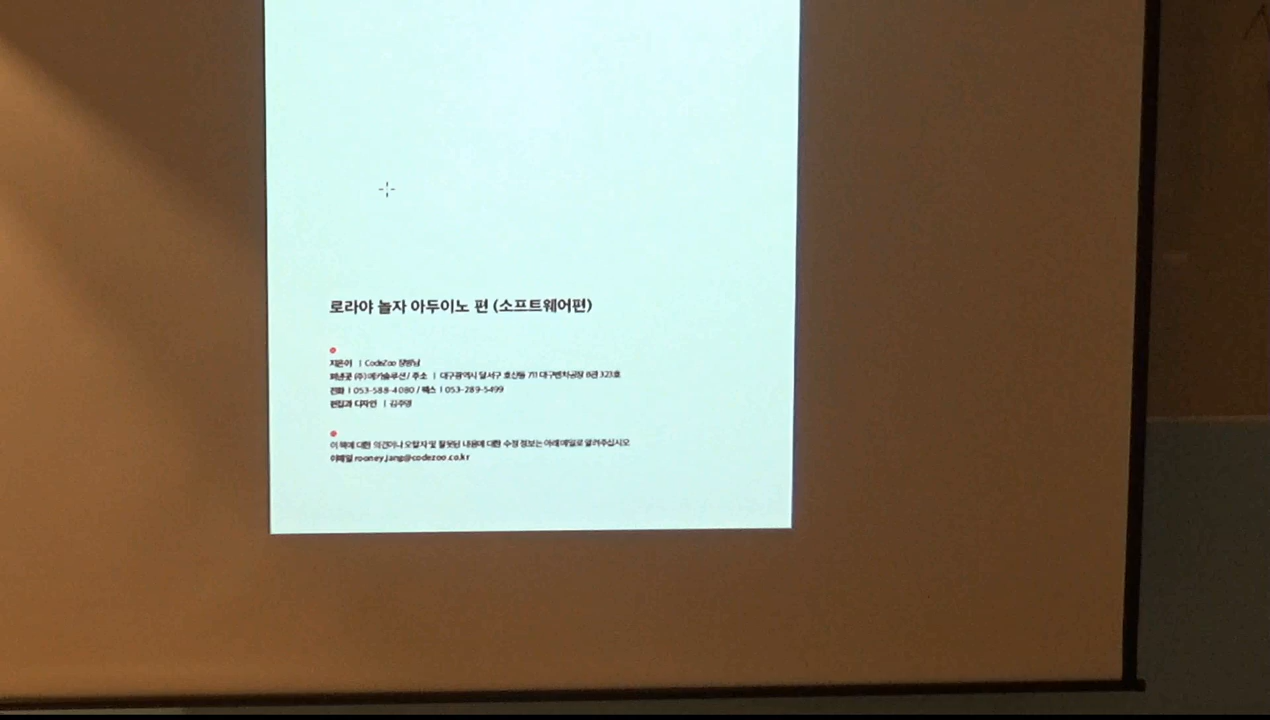 로라야 놀자 아두이노 편 (소프트웨어편)
지은이 | CodeZoo 장방남
펴낸곳 (주)메카솔루션 / 주소 | 대구광역시 달서구 호산동 711 대구벤처공장 B관 323호
전화 | 053-588-4080 / 팩스 | 053-289-5499
편집과 디자인 | 김주영
이 책에 대한 의견이나 오탈자 및 잘못된 내용에 대한 수정 정보는 아래 메일로 알려주십시오
이메일 rooney.jang@codezoo.co.kr